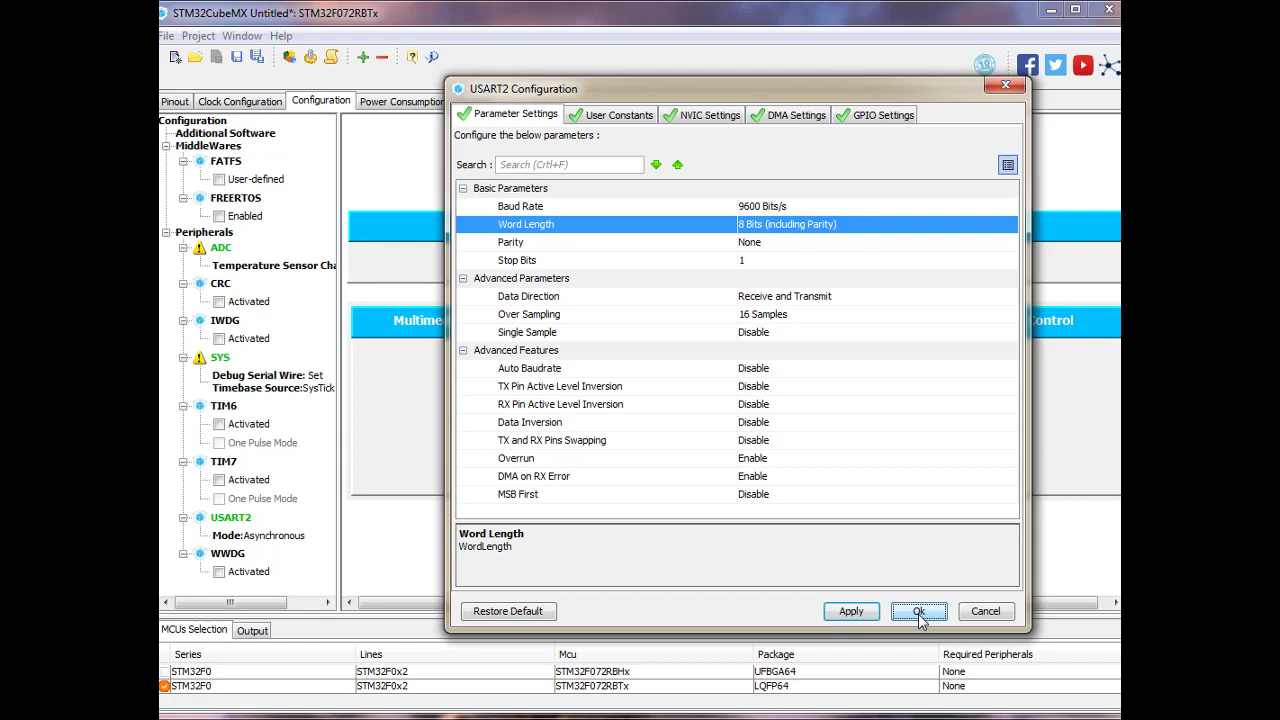 STM32CubeMX Untitled*: STM32F072RBTx
File Project Window Help
Pinout Clock Configuration Configuration Power Consumption
Configuration
Additional Software
MiddleWares
FATFS
User-defined
FREERTOS
Enabled
Peripherals
ADC
Temperature Sensor Cha
CRC
Activated
IWDG
Activated
SYS
Debug Serial Wire: Set
Timebase Source:SysTick
TIM6
Activated
One Pulse Mode
TIM7
Activated
One Pulse Mode
USART2
Mode:Asynchronous
WWDG
Activated
Multimed
Control
USART2 Configuration
Parameter Settings User Constants NVIC Settings DMA Settings GPIO Settings
Configure the below parameters :
Search : Search (Crtl+F)
Basic Parameters
Baud Rate 9600 Bits/s
Word Length 8 Bits (including Parity)
Parity None
Stop Bits 1
Advanced Parameters
Data Direction Receive and Transmit
Over Sampling 16 Samples
Single Sample Disable
Advanced Features
Auto Baudrate Disable
TX Pin Active Level Inversion Disable
RX Pin Active Level Inversion Disable
Data Inversion Disable
TX and RX Pins Swapping Disable
Overrun Enable
DMA on RX Error Enable
MSB First Disable
Word Length
WordLength
Restore Default Apply Ok Cancel
MCUs Selection Output
Series Lines Mcu Package Required Peripherals
STM32F0 STM32F0x2 STM32F072RBHx UFBGA64 None
STM32F0 STM32F0x2 STM32F072RBTx LQFP64 None